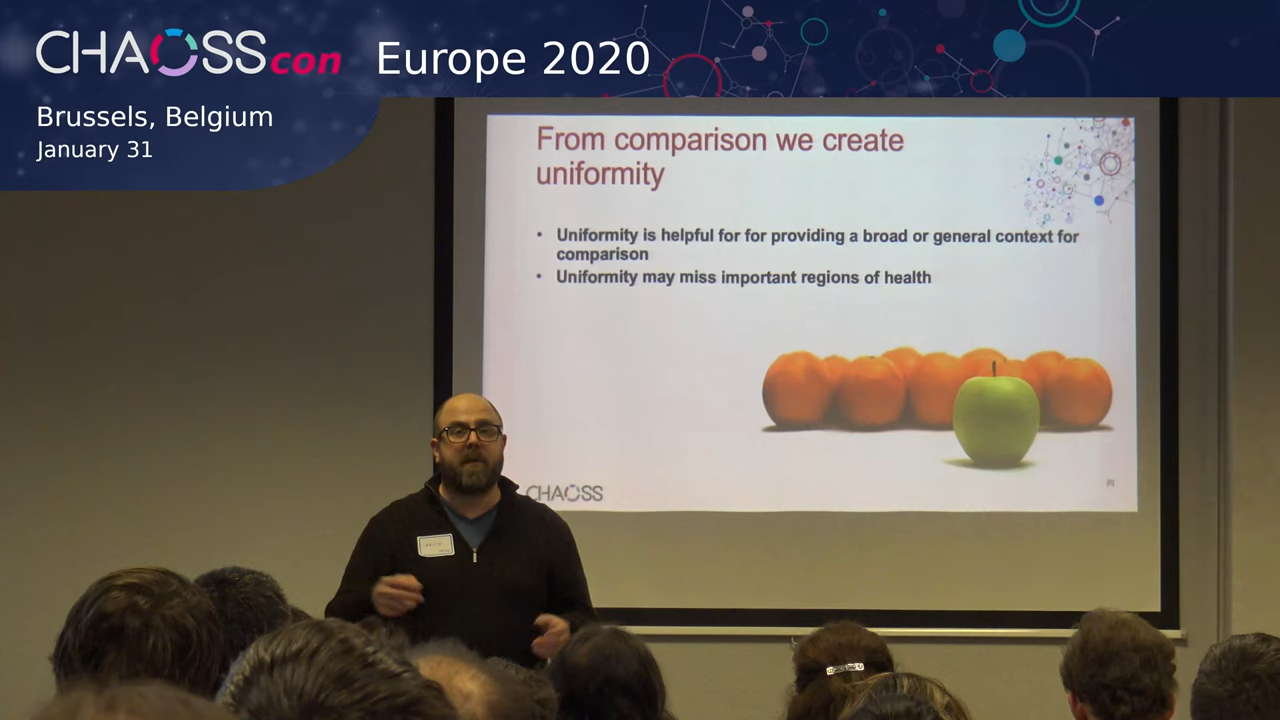 CHAOSScon Europe 2020
Brussels, Belgium
January 31
From comparison we create
uniformity
• Uniformity is helpful for for providing a broad or general context for
comparison
• Uniformity may miss important regions of health
CHAOSS